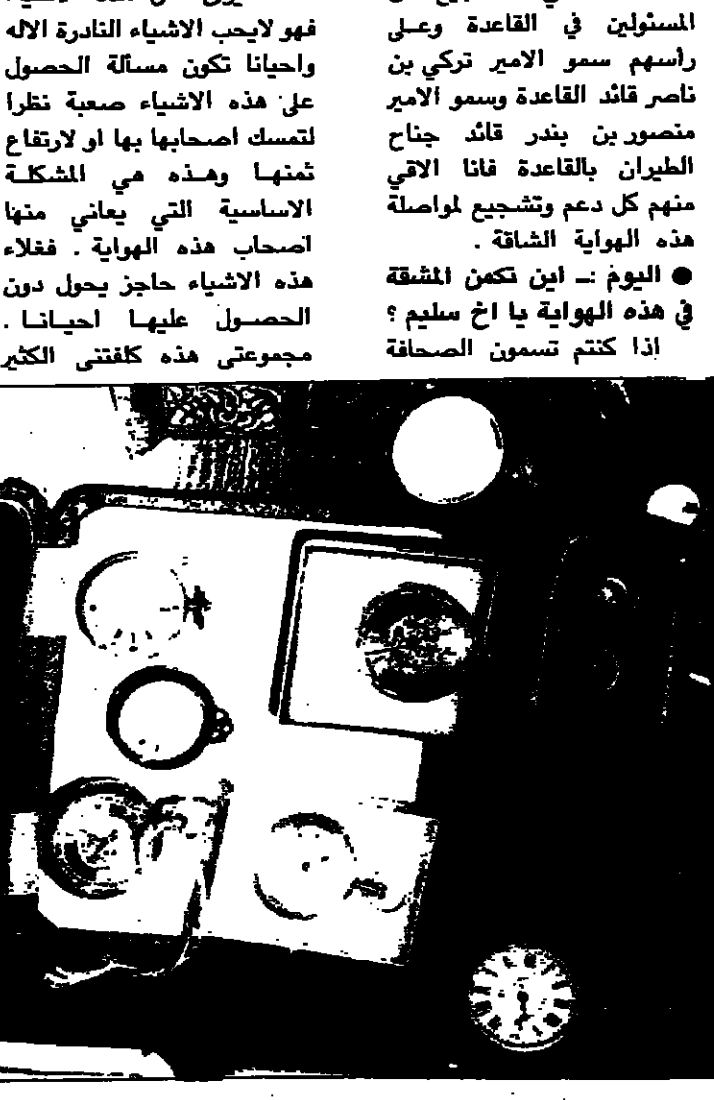 المسئولين في القاعدة وعلى
رأسهم سمو الامير تركي بن
ناصر قائد القاعدة وسمو الامير
منصور بن بندر قائد جناح
الطيران بالقاعدة فانا الاقي
منهم كل دعم وتشجيع لمواصلة
هذه الهواية الشاقة .
● اليوم :ـ اين تكمن المشقة
في هذه الهواية يا اخ سليم ؟
اذا كنتم تسمون الصحافة
فهو لايحب الاشياء النادرة الاله
واحيانا تكون مسألة الحصول
على هذه الاشياء صعبة نظرا
لتمسك اصحابها بها او لارتفاع
ثمنها وهذه هي المشكلة
الاساسية التي يعاني منها
اصحاب هذه الهواية . فغلاء
هذه الاشياء حاجز يحول دون
الحصول عليها احيانا .
مجموعتى هذه كلفتنى الكثير